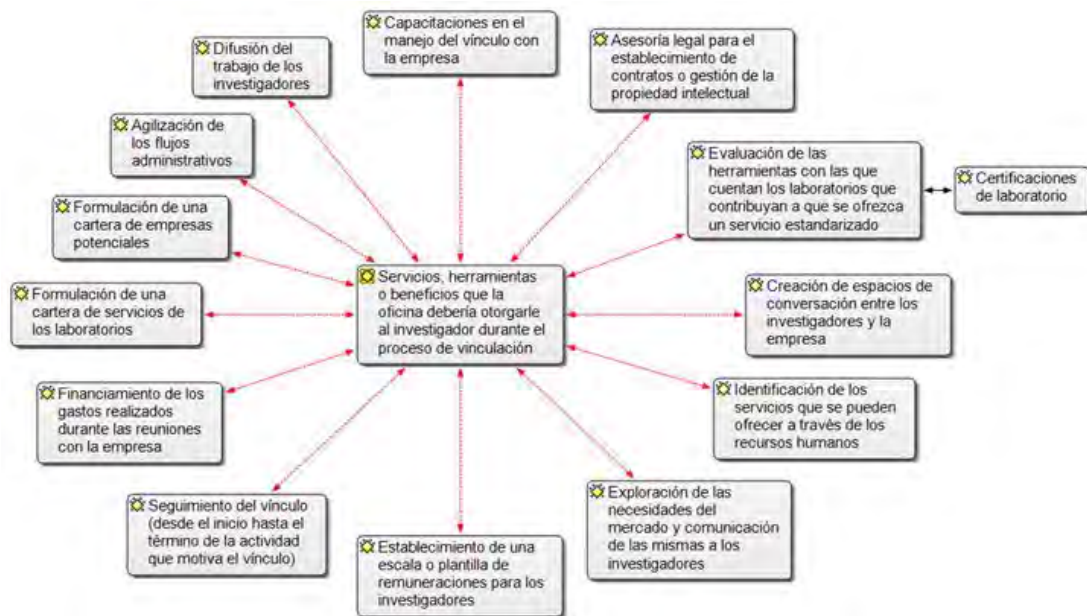 Capacitaciones en el
manejo del vínculo con
la empresa
Difusión del
trabajo de los
investigadores
Asesoría legal para el
establecimiento de
contratos o gestión de la
propiedad intelectual
Agilización de
los flujos
administrativos
Evaluación de las
herramientas con las que
cuentan los laboratorios que
contribuyan a que se ofrezca
un servicio estandarizado
Certificaciones
de laboratorio
Formulación de una
cartera de empresas
potenciales
Servicios, herramientas
o beneficios que la
oficina debería otorgarle
al investigador durante el
proceso de vinculación
Formulación de una
cartera de servicios de
los laboratorios
Creación de espacios de
conversación entre los
investigadores y la
empresa
Financiamiento de los
gastos realizados
durante las reuniones
con la empresa
Identificación de los
servicios que se pueden
ofrecer a través de los
recursos humanos
Seguimiento del vínculo
(desde el inicio hasta el
término de la actividad
que motiva el vínculo)
Establecimiento de una
escala o plantilla de
remuneraciones para los
investigadores
Exploración de las
necesidades del
mercado y comunicación
de las mismas a los
investigadores